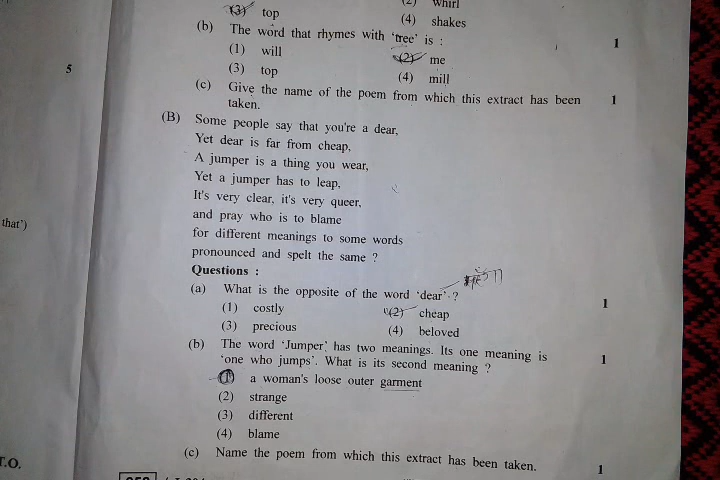 (2) whirl
(3) top
(4) shakes
(b) The word that rhymes with 'tree' is : 1
(1) will
(2) me
(3) top
(4) mill
5
(c) Give the name of the poem from which this extract has been 1
taken.
(B) Some people say that you're a dear,
Yet dear is far from cheap,
A jumper is a thing you wear,
Yet a jumper has to leap,
It's very clear, it's very queer,
and pray who is to blame
for different meanings to some words
pronounced and spelt the same ?
that')
Questions :
(a) What is the opposite of the word 'dear' ? 1
(1) costly
(2) cheap
(3) precious
(4) beloved
(b) The word 'Jumper' has two meanings. Its one meaning is 1
'one who jumps'. What is its second meaning ?
(1) a woman's loose outer garment
(2) strange
(3) different
(4) blame
(c) Name the poem from which this extract has been taken. 1
T.O.